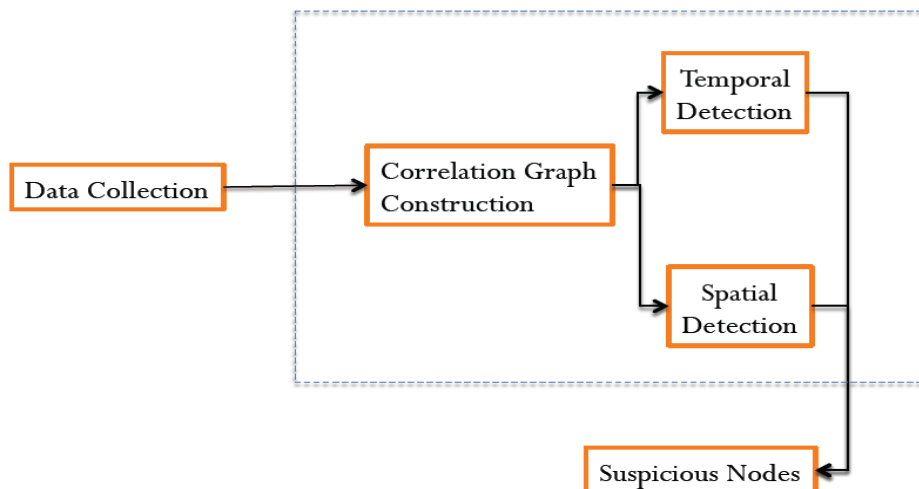 Data Collection
Correlation Graph
Construction
Temporal
Detection
Spatial
Detection
Suspicious Nodes